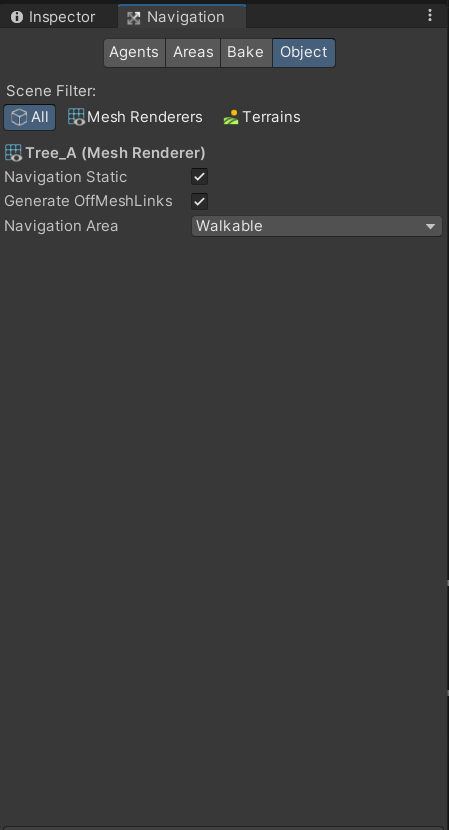 Inspector Navigation
Agents Areas Bake Object
Scene Filter:
All Mesh Renderers Terrains
Tree_A (Mesh Renderer)
Navigation Static
Generate OffMeshLinks
Navigation Area Walkable